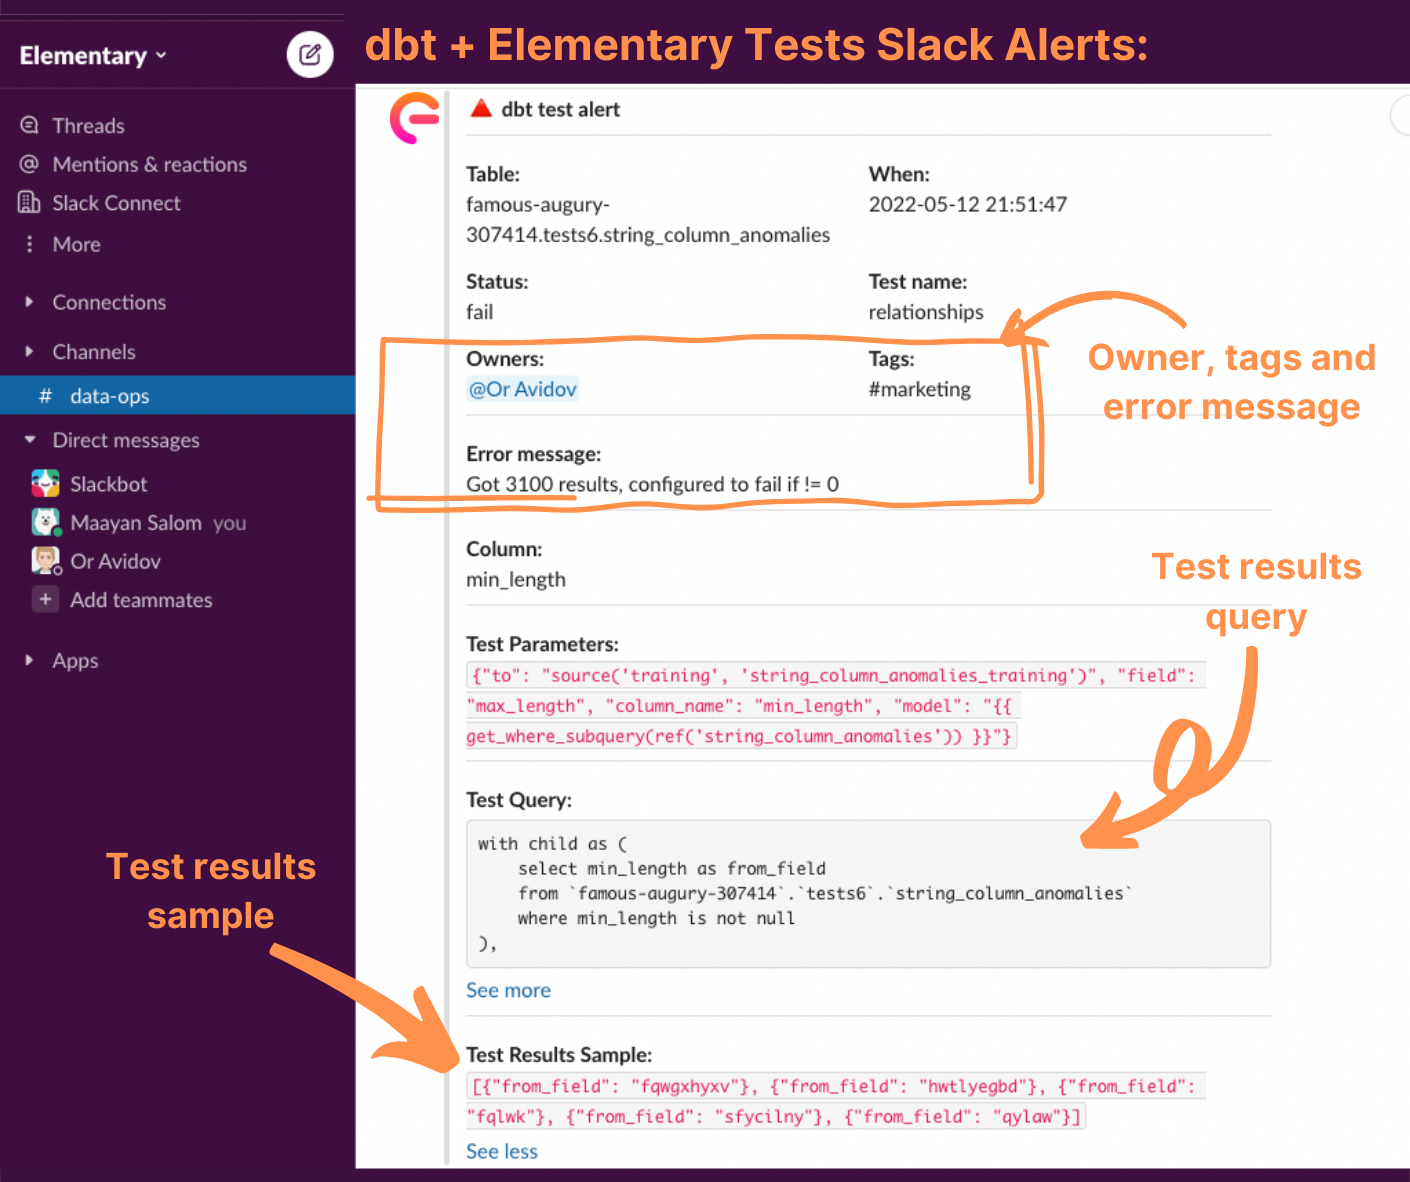 Elementary
dbt + Elementary Tests Slack Alerts:
Threads
Mentions & reactions
Slack Connect
More
Connections
Channels
# data-ops
Direct messages
Slackbot
Maayan Salom you
Or Avidov
+ Add teammates
Apps
dbt test alert
Table:
famous-augury-
307414.tests6.string_column_anomalies
When:
2022-05-12 21:51:47
Status:
fail
Test name:
relationships
Owners:
@Or Avidov
Tags:
#marketing
Owner, tags and
error message
Error message:
Got 3100 results, configured to fail if != 0
Column:
min_length
Test results
query
Test Parameters:
{"to": "source('training', 'string_column_anomalies_training')", "field":
"max_length", "column_name": "min_length", "model": "{{
get_where_subquery(ref('string_column_anomalies')) }}"}
Test Query:
with child as (
select min_length as from_field
from `famous-augury-307414`.`tests6`.`string_column_anomalies`
where min_length is not null
),
See more
Test results
sample
Test Results Sample:
[{"from_field": "fqwgxhyxv"}, {"from_field": "hwtlyegbd"}, {"from_field":
"fqlwk"}, {"from_field": "sfycilny"}, {"from_field": "qylaw"}]
See less